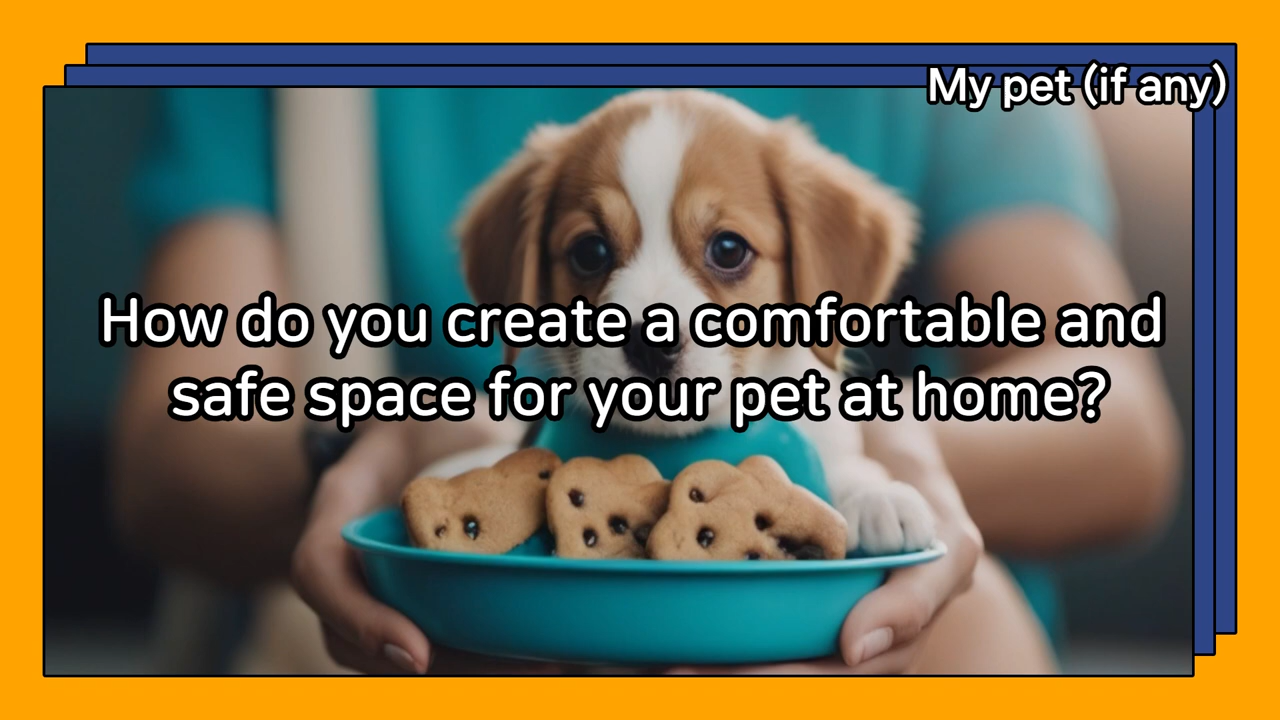 My pet (if any)
How do you create a comfortable and
safe space for your pet at home?